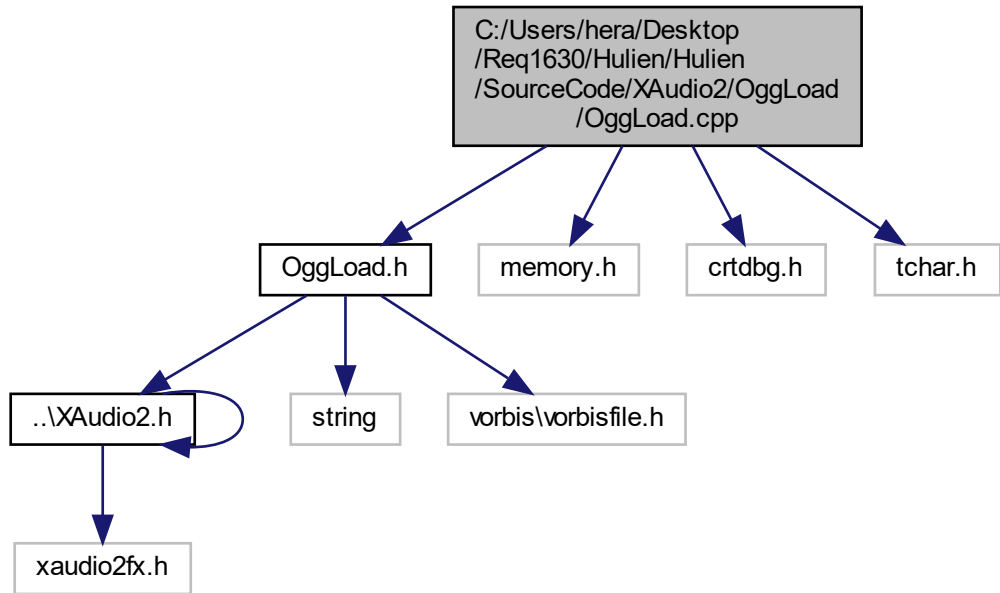 C:/Users/hera/Desktop
/Req1630/Hulien/Hulien
/SourceCode/XAudio2/OggLoad
/OggLoad.cpp
OggLoad.h
memory.h
crtdbg.h
tchar.h
..\XAudio2.h
string
vorbis\vorbisfile.h
xaudio2fx.h